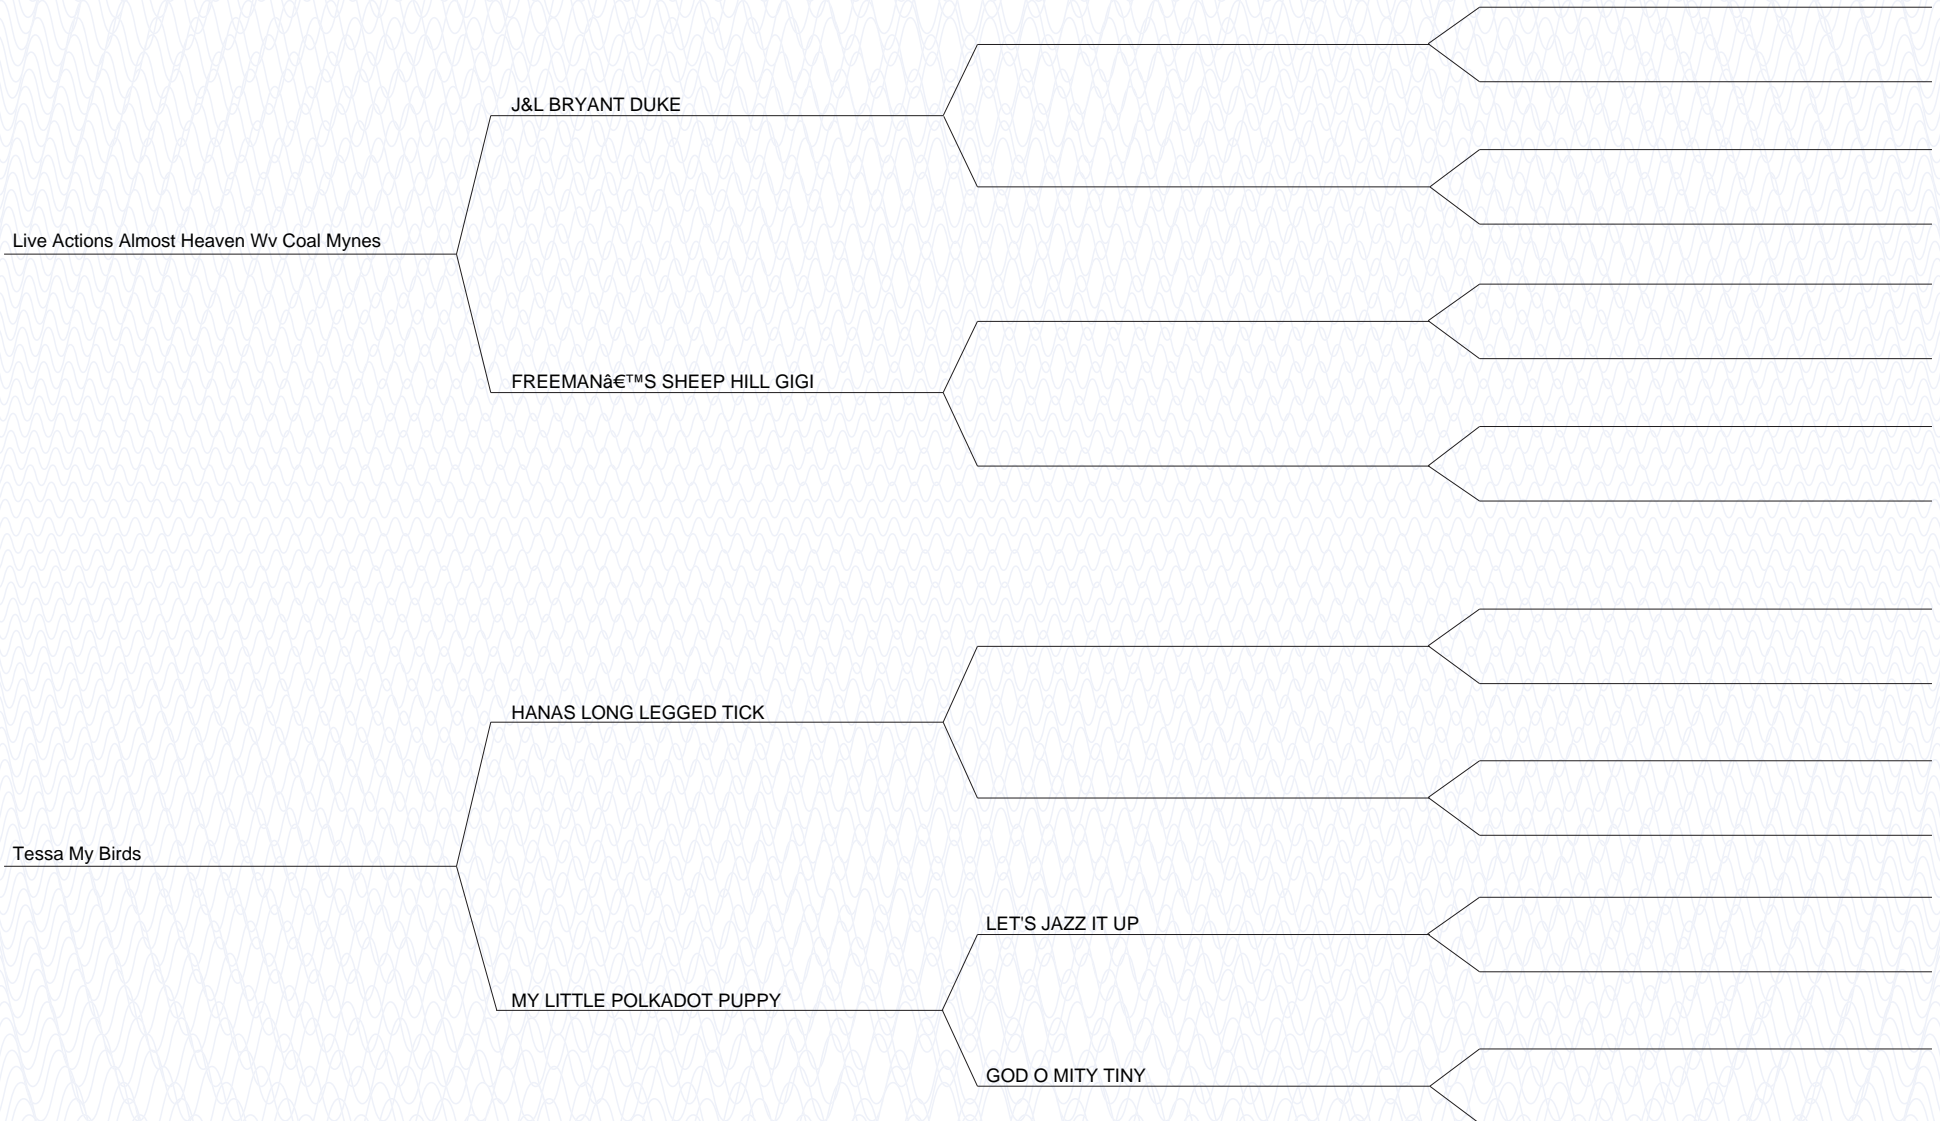 J&L BRYANT DUKE
Live Actions Almost Heaven Wv Coal Mynes
FREEMANâ€™S SHEEP HILL GIGI
HANAS LONG LEGGED TICK
Tessa My Birds
LET'S JAZZ IT UP
MY LITTLE POLKADOT PUPPY
GOD O MITY TINY